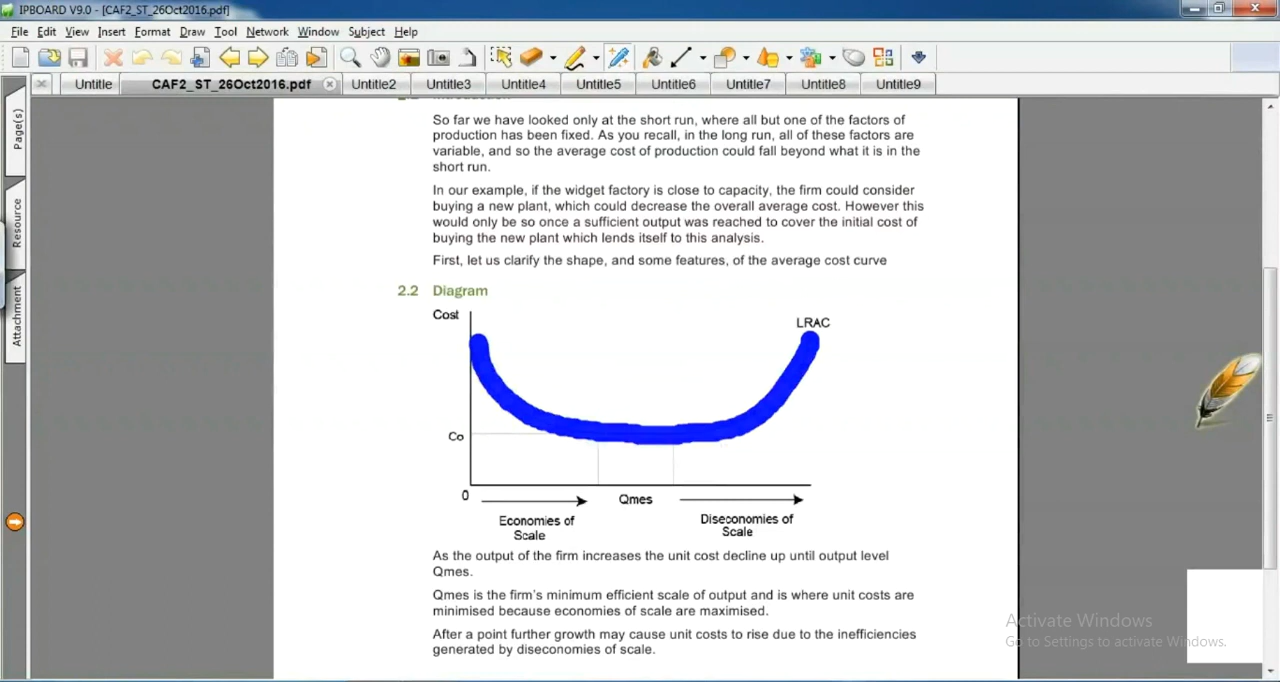 IPBOARD V9.0 - [CAF2_ST_26Oct2016.pdf]
File Edit View Insert Format Draw Tool Network Window Subject Help
Untitle CAF2_ST_26Oct2016.pdf Untitle2 Untitle3 Untitle4 Untitle5 Untitle6 Untitle7 Untitle8 Untitle9
Page(s)
Resource
Attachment
So far we have looked only at the short run, where all but one of the factors of
production has been fixed. As you recall, in the long run, all of these factors are
variable, and so the average cost of production could fall beyond what it is in the
short run.
In our example, if the widget factory is close to capacity, the firm could consider
buying a new plant, which could decrease the overall average cost. However this
would only be so once a sufficient output was reached to cover the initial cost of
buying the new plant which lends itself to this analysis.
First, let us clarify the shape, and some features, of the average cost curve
2.2 Diagram
Cost
LRAC
Co
0
Qmes
Economies of
Scale
Diseconomies of
Scale
As the output of the firm increases the unit cost decline up until output level
Qmes.
Qmes is the firm's minimum efficient scale of output and is where unit costs are
minimised because economies of scale are maximised.
After a point further growth may cause unit costs to rise due to the inefficiencies
generated by diseconomies of scale.
Activate Windows
Go to Settings to activate Windows.